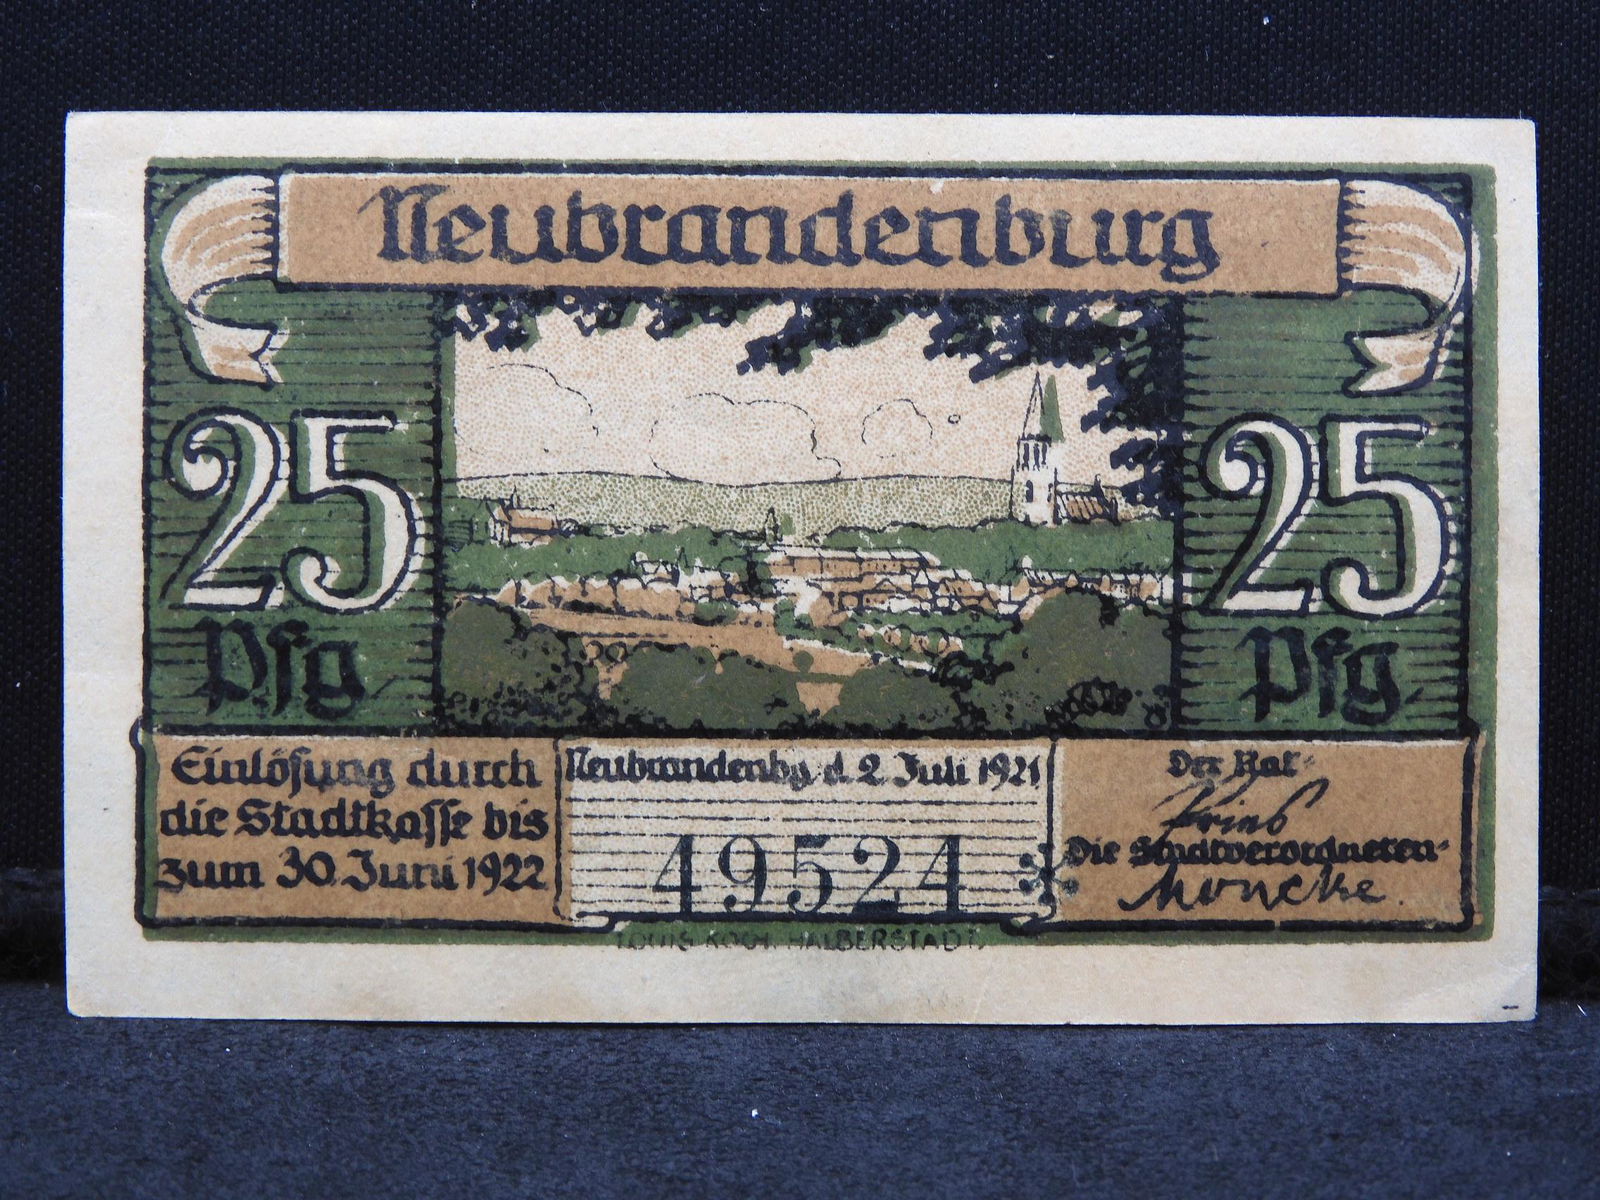 Neubrandenburg
25
Pfg
25
Pfg
Einlösung durch
die Stadtkasse bis
zum 30. Juni 1922
Neubrandenbg. d. 2. Juli 1921
49524
Der Rat:
Die Stadtverordneten:
LOUIS KOCH, HALBERSTADT.